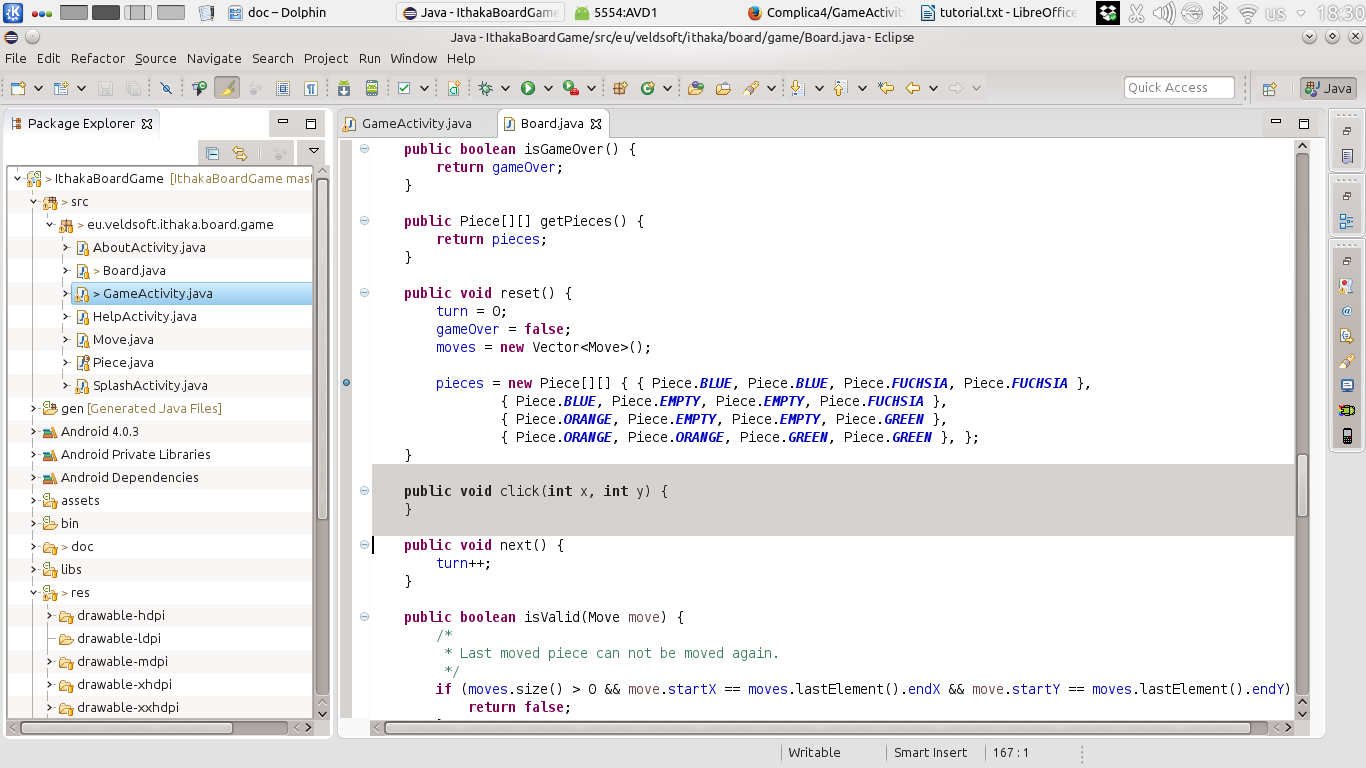 doc – Dolphin
Java - IthakaBoardGame
5554:AVD1
Complica4/GameActivity
tutorial.txt - LibreOffice
us
18:30
Java - IthakaBoardGame/src/eu/veldsoft/ithaka/board/game/Board.java - Eclipse
File Edit Refactor Source Navigate Search Project Run Window Help
Quick Access
Java
Package Explorer
GameActivity.java
Board.java
> IthakaBoardGame [IthakaBoardGame mast
> src
> eu.veldsoft.ithaka.board.game
AboutActivity.java
> Board.java
> GameActivity.java
HelpActivity.java
Move.java
Piece.java
SplashActivity.java
gen [Generated Java Files]
Android 4.0.3
Android Private Libraries
Android Dependencies
assets
bin
> doc
libs
> res
drawable-hdpi
drawable-ldpi
drawable-mdpi
drawable-xhdpi
drawable-xxhdpi
public boolean isGameOver() {
return gameOver;
}
public Piece[][] getPieces() {
return pieces;
}
public void reset() {
turn = 0;
gameOver = false;
moves = new Vector<Move>();
pieces = new Piece[][] { { Piece.BLUE, Piece.BLUE, Piece.FUCHSIA, Piece.FUCHSIA },
{ Piece.BLUE, Piece.EMPTY, Piece.EMPTY, Piece.FUCHSIA },
{ Piece.ORANGE, Piece.EMPTY, Piece.EMPTY, Piece.GREEN },
{ Piece.ORANGE, Piece.ORANGE, Piece.GREEN, Piece.GREEN }, };
}
public void click(int x, int y) {
}
public void next() {
turn++;
}
public boolean isValid(Move move) {
/*
* Last moved piece can not be moved again.
*/
if (moves.size() > 0 && move.startX == moves.lastElement().endX && move.startY == moves.lastElement().endY)
return false;
Writable
Smart Insert
167 : 1